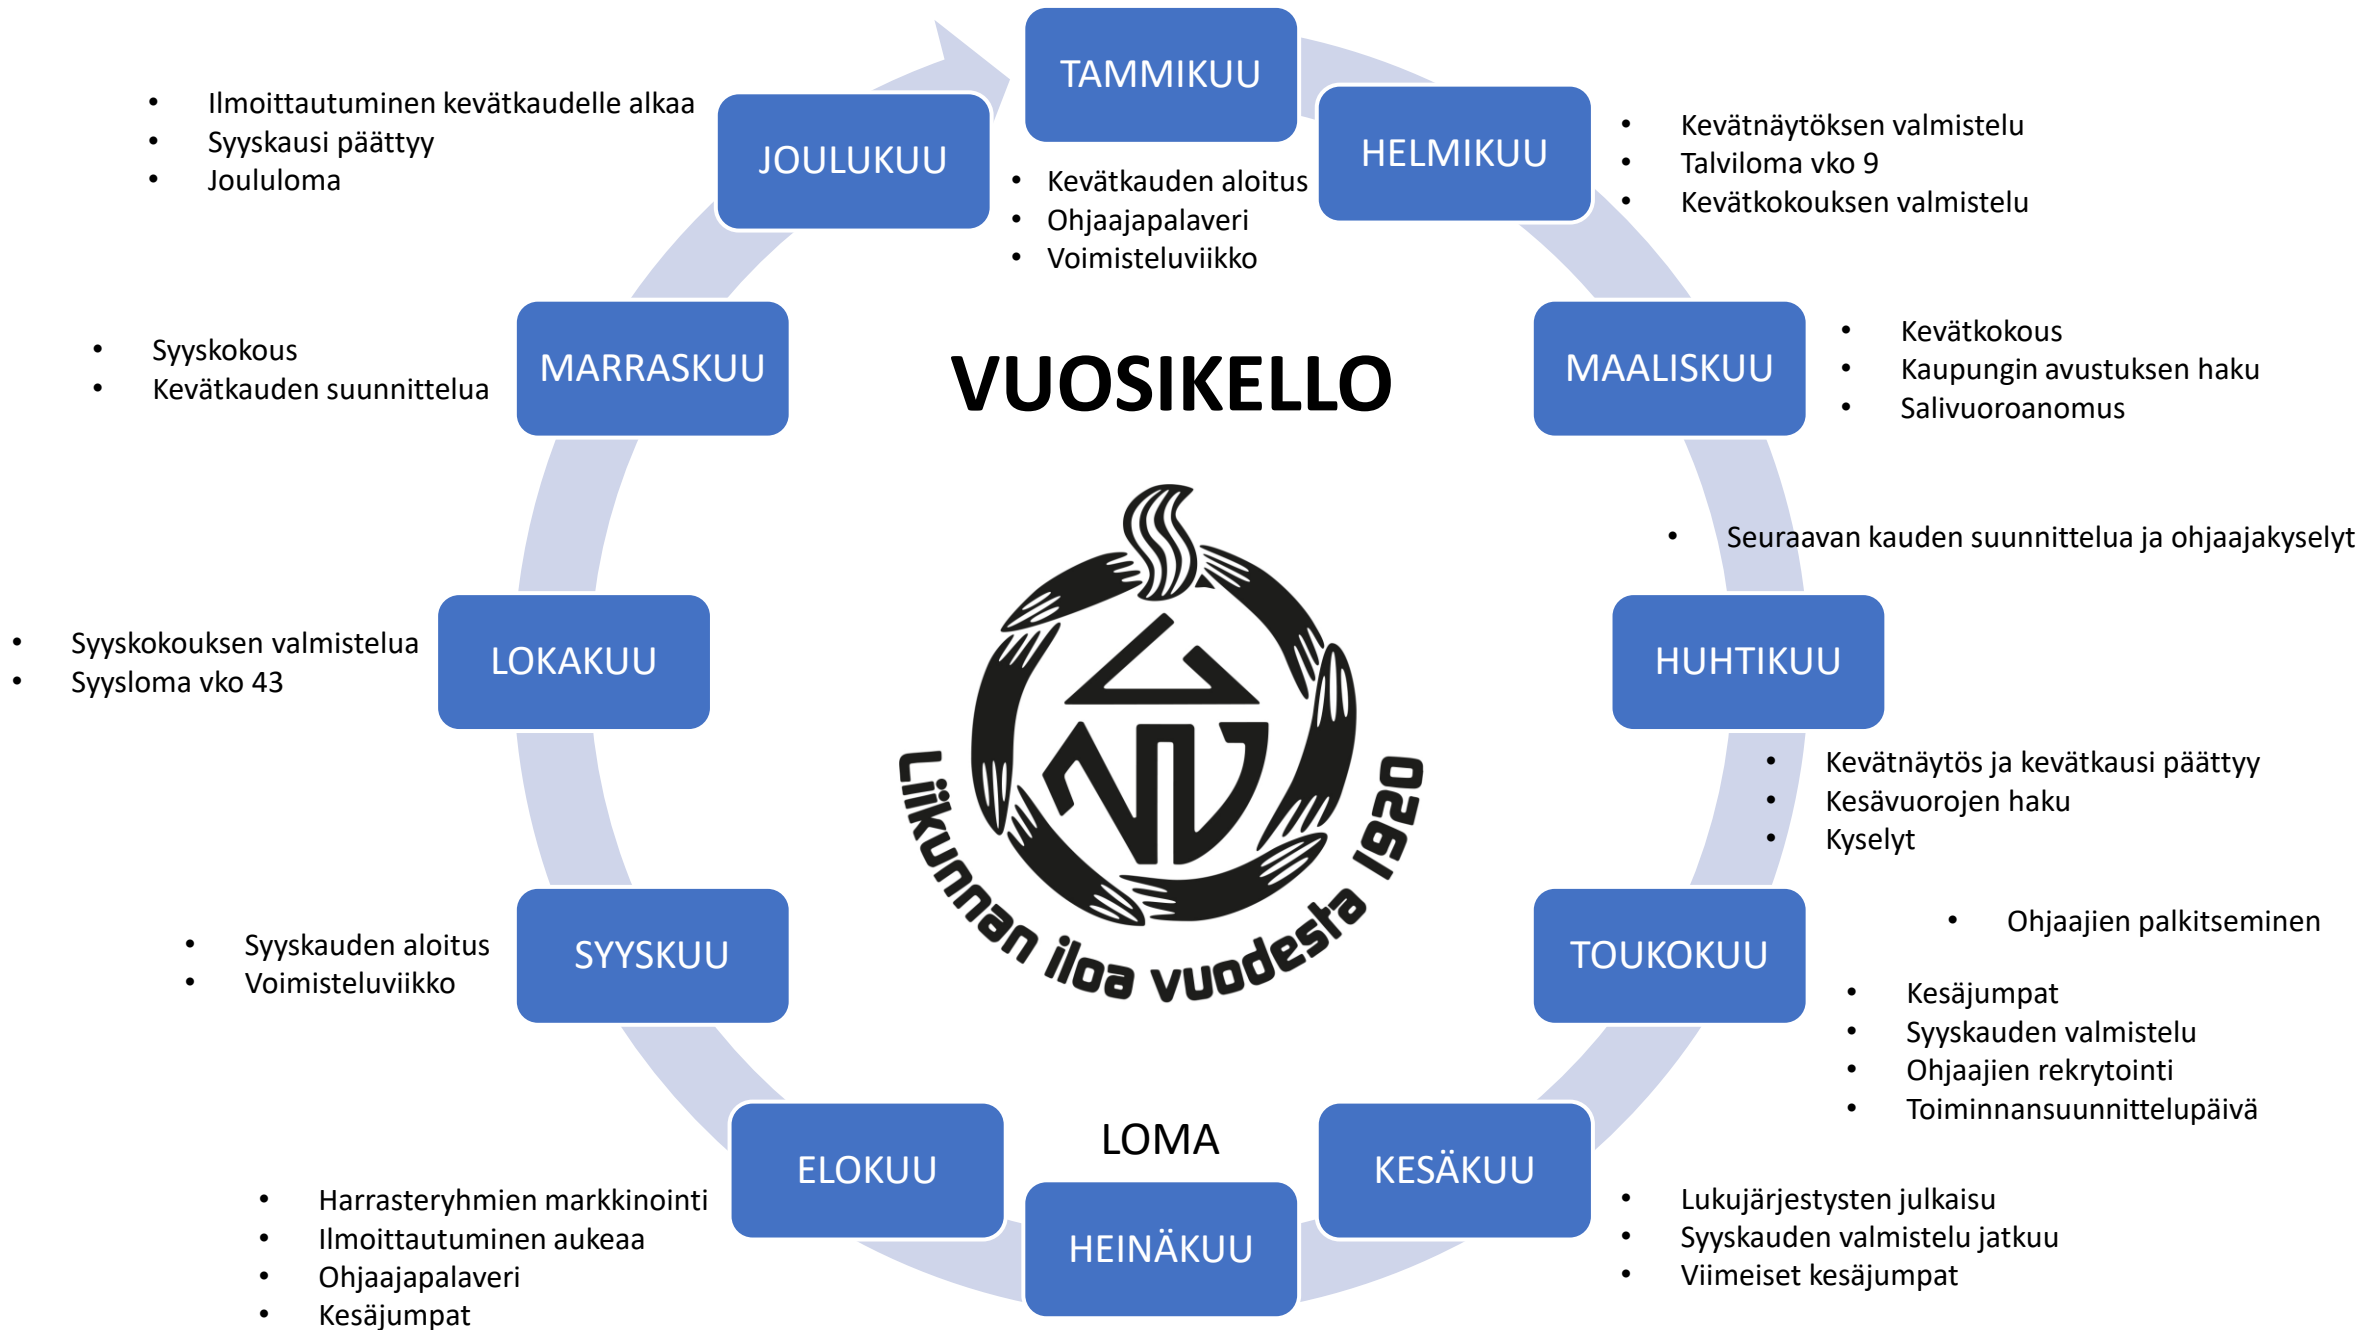 TAMMIKUU
• Kevätkauden aloitus
• Ohjaajapalaveri
• Voimisteluviikko
HELMIKUU
• Kevätnäytöksen valmistelu
• Talviloma vko 9
• Kevätkokouksen valmistelu
MAALISKUU
• Kevätkokous
• Kaupungin avustuksen haku
• Salivuoroanomus
• Seuraavan kauden suunnittelua ja ohjaajakyselyt
HUHTIKUU
• Kevätnäytös ja kevätkausi päättyy
• Kesävuorojen haku
• Kyselyt
• Ohjaajien palkitseminen
TOUKOKUU
• Kesäjumpat
• Syyskauden valmistelu
• Ohjaajien rekrytointi
• Toiminnansuunnittelupäivä
KESÄKUU
• Lukujärjestysten julkaisu
• Syyskauden valmistelu jatkuu
• Viimeiset kesäjumpat
LOMA
HEINÄKUU
ELOKUU
• Harrasteryhmien markkinointi
• Ilmoittautuminen aukeaa
• Ohjaajapalaveri
• Kesäjumpat
SYYSKUU
• Syyskauden aloitus
• Voimisteluviikko
LOKAKUU
• Syyskokouksen valmistelua
• Syysloma vko 43
MARRASKUU
• Syyskokous
• Kevätkauden suunnittelua
JOULUKUU
• Ilmoittautuminen kevätkaudelle alkaa
• Syyskausi päättyy
• Joululoma
VUOSIKELLO
Liikunnan iloa vuodesta 1920